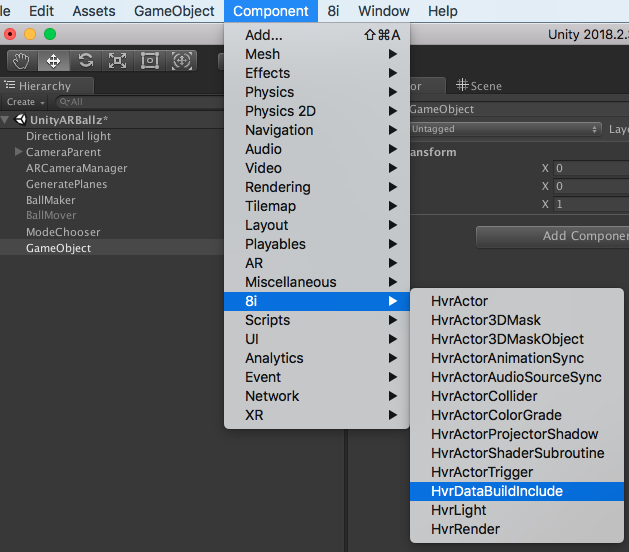 le Edit Assets GameObject Component 8i Window Help
Unity 2018.2.
Hierarchy
Create All
UnityARBallz*
Directional light
CameraParent
ARCameraManager
GeneratePlanes
BallMaker
BallMover
ModeChooser
GameObject
Add... ⇧⌘A
Mesh
Effects
Physics
Physics 2D
Navigation
Audio
Video
Rendering
Tilemap
Layout
Playables
AR
Miscellaneous
8i
Scripts
UI
Analytics
Event
Network
XR
or Scene
GameObject
Untagged Laye
ansform
X 0
X 0
X 1
Add Componen
HvrActor
HvrActor3DMask
HvrActor3DMaskObject
HvrActorAnimationSync
HvrActorAudioSourceSync
HvrActorCollider
HvrActorColorGrade
HvrActorProjectorShadow
HvrActorShaderSubroutine
HvrActorTrigger
HvrDataBuildInclude
HvrLight
HvrRender